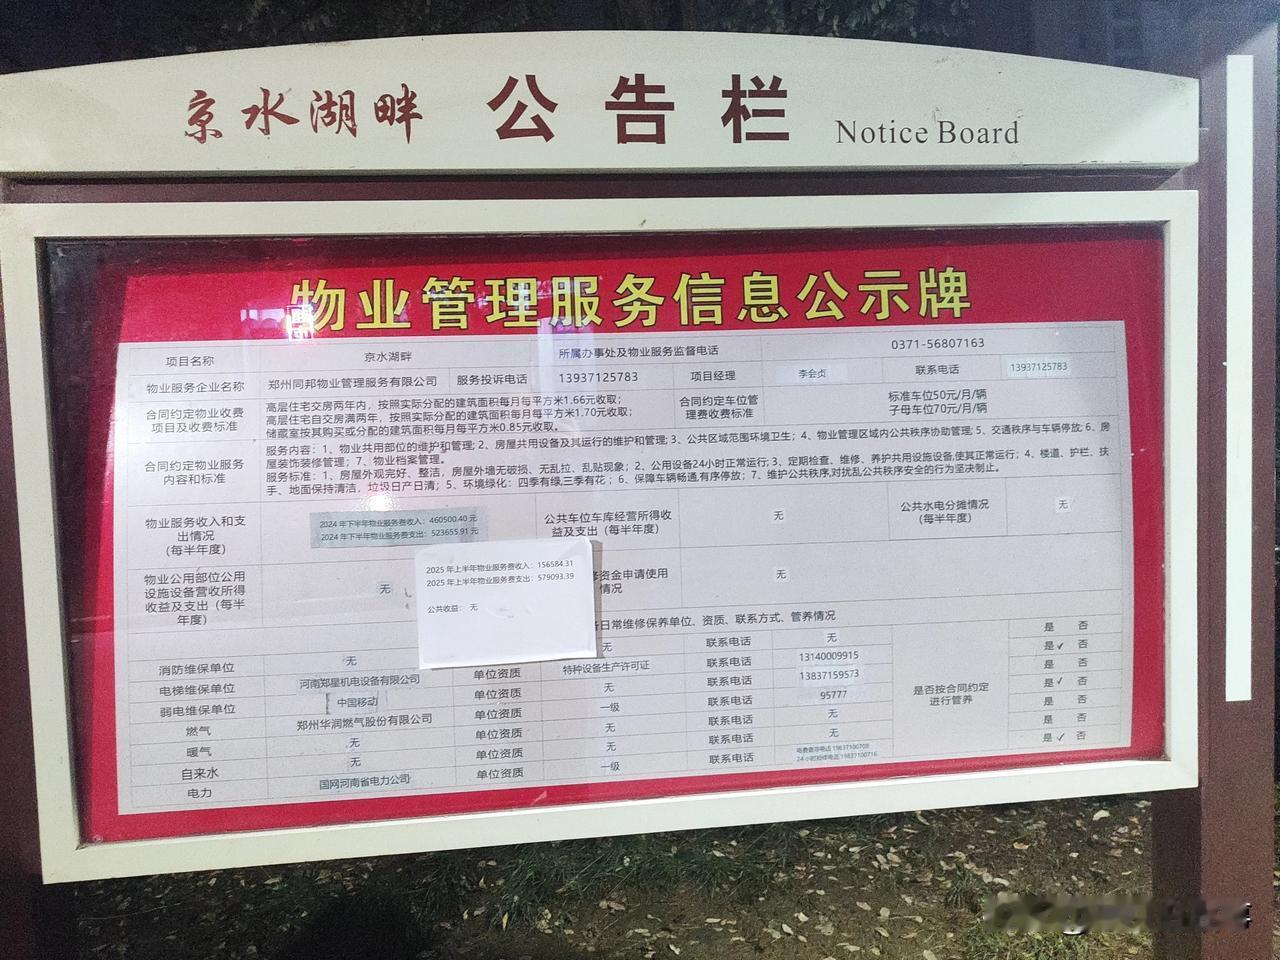 京水湖畔 公告栏 Notice Board
物业管理服务信息公示牌
项目名称 京水湖畔 所属办事处及物业服务监督电话 0371-56807163
物业服务企业名称 郑州同邦物业管理服务有限公司 服务投诉电话 13937125783 项目经理 李会贞 联系电话 13937125783
合同约定物业收费
项目及收费标准
高层住宅交房两年内，按照实际分配的建筑面积每月每平方米1.66元收取；
高层住宅自交房满两年，按照实际分配的建筑面积每月每平方米1.70元收取；
储藏室按其购买或分配的建筑面积每月每平方米0.85元收取。
合同约定车位管
理费收费标准
标准车位50元/月/辆
子母车位70元/月/辆
合同约定物业服务
内容和标准
服务内容：1、物业共用部位的维护和管理；2、房屋共用设备及其运行的维护和管理；3、公共区域范围环境卫生；4、物业管理区域内公共秩序协助管理；5、交通秩序与车辆停放；6、房
屋装饰装修管理；7、物业档案管理。
服务标准：1、房屋外观完好、整洁，房屋外墙无破损、无乱拉、乱贴现象；2、公用设备24小时正常运行；3、定期检查、维修、养护共用设施设备，使其正常运行；4、楼道、护栏、扶
手、地面保持清洁，垃圾日产日清；5、环境绿化：四季有绿，三季有花；6、保障车辆畅通，有序停放；7、维护公共秩序，对扰乱公共秩序安全的行为坚决制止。
物业服务收入和支
出情况
（每半年度）
2024年下半年物业服务费收入：460500.40元
2024年下半年物业服务费支出：523655.91元
公共车位车库经营所得收
益及支出（每半年度）
无
公共水电分摊情况
（每半年度）
无
物业公用部位公用
设施设备营收所得
收益及支出（每半
年度）
无
2025年上半年物业服务费收入：156584.31
2025年上半年物业服务费支出：579093.39
公共收益： 无
修资金申请使用
情况
无
日常维修保养单位、资质、联系方式、管养情况
消防维保单位 无 无 联系电话 无 是 否
电梯维保单位 河南郑星机电设备有限公司 单位资质 特种设备生产许可证 联系电话 13140009915 是✓ 否
弱电维保单位 中国移动 单位资质 无 联系电话 13837159573 是 否
燃气 郑州华润燃气股份有限公司 单位资质 一级 联系电话 95777 是✓ 否
暖气 无 单位资质 无 联系电话 无 是 否
自来水 无 单位资质 无 联系电话 无 是 否
电力 国网河南省电力公司 单位资质 一级 联系电话 是✓ 否
是否按合同约定
进行管养